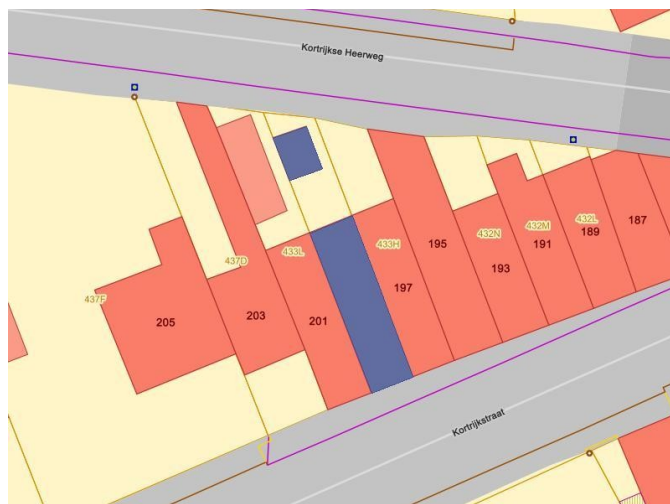 Kortrijkse Heerweg
437D
433L
433H
195
432N
432M
191
432L
189
187
437F
205
203
201
197
193
Kortrijkstraat